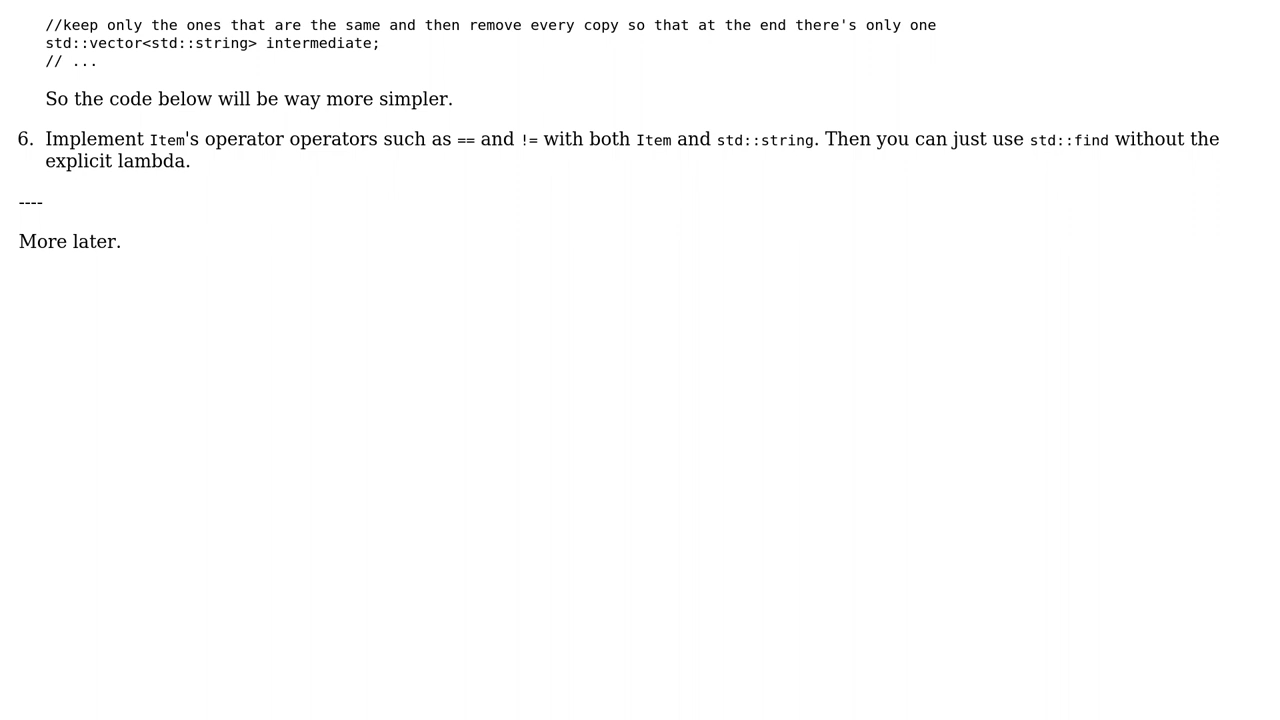 //keep only the ones that are the same and then remove every copy so that at the end there's only one
std::vector<std::string> intermediate;
// ...
So the code below will be way more simpler.
6. Implement Item's operator operators such as == and != with both Item and std::string. Then you can just use std::find without the
explicit lambda.
----
More later.